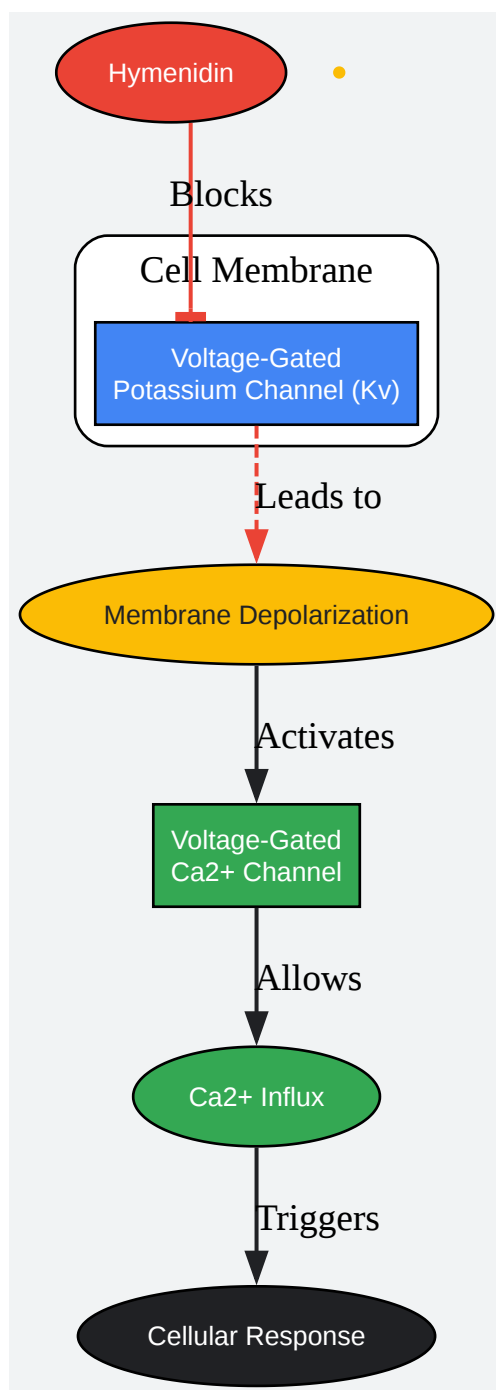 Hymenidin
Blocks
Cell Membrane
Voltage-Gated
Potassium Channel (Kv)
Leads to
Membrane Depolarization
Activates
Voltage-Gated
Ca2+ Channel
Allows
Ca2+ Influx
Triggers
Cellular Response